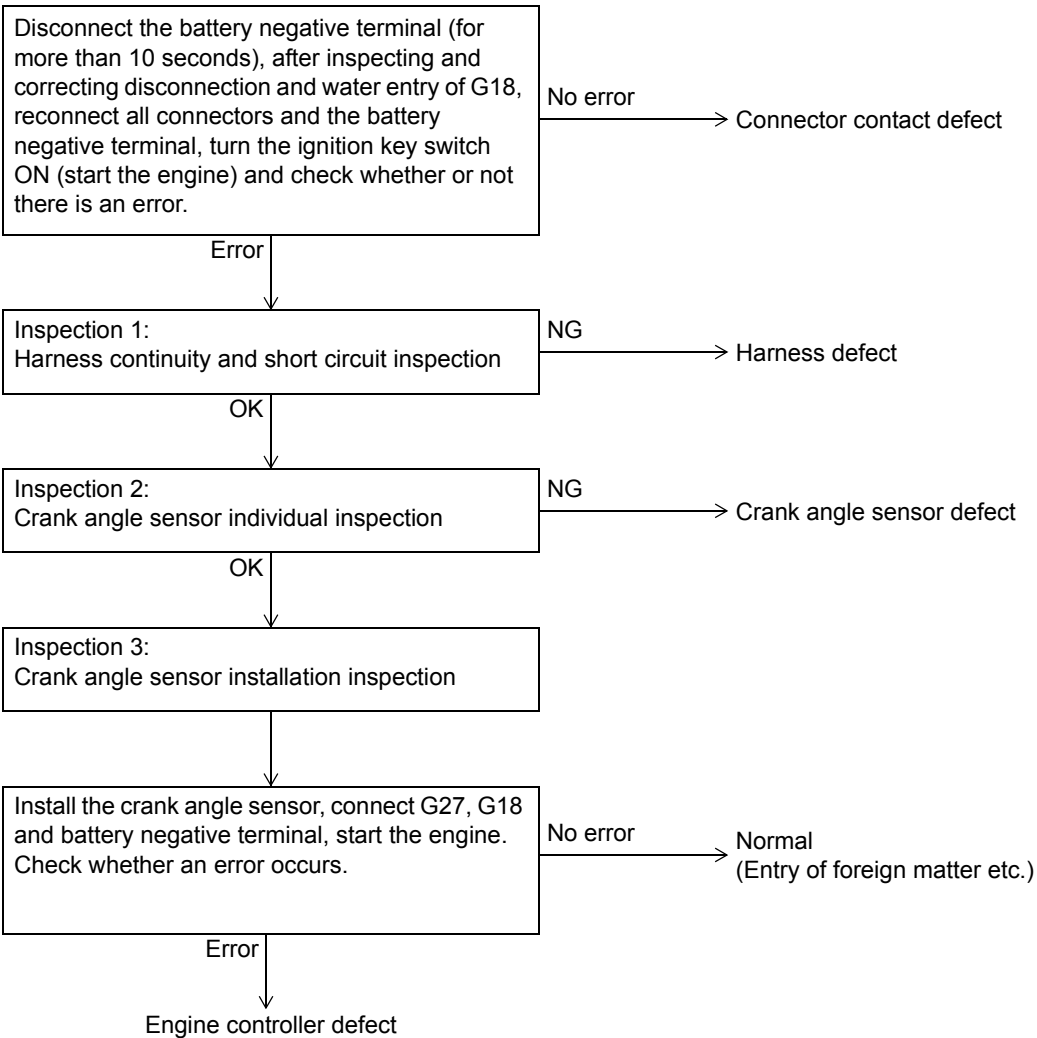 Disconnect the battery negative terminal (for
more than 10 seconds), after inspecting and
correcting disconnection and water entry of G18,
reconnect all connectors and the battery
negative terminal, turn the ignition key switch
ON (start the engine) and check whether or not
there is an error.
No error
Connector contact defect
Error
Inspection 1:
Harness continuity and short circuit inspection
NG
Harness defect
OK
Inspection 2:
Crank angle sensor individual inspection
NG
Crank angle sensor defect
OK
Inspection 3:
Crank angle sensor installation inspection
Install the crank angle sensor, connect G27, G18
and battery negative terminal, start the engine.
Check whether an error occurs.
No error
Normal
(Entry of foreign matter etc.)
Error
Engine controller defect